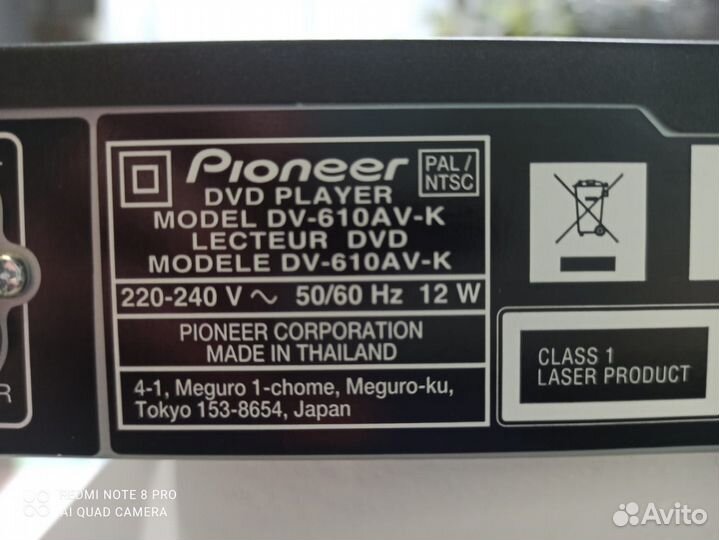 Pioneer
PAL/
NTSC
DVD PLAYER
MODEL DV-610AV-K
LECTEUR DVD
MODELE DV-610AV-K
220-240 V ~ 50/60 Hz 12 W
PIONEER CORPORATION
MADE IN THAILAND
4-1, Meguro 1-chome, Meguro-ku,
Tokyo 153-8654, Japan
CLASS 1
LASER PRODUCT
R
REDMI NOTE 8 PRO
AI QUAD CAMERA
Avito